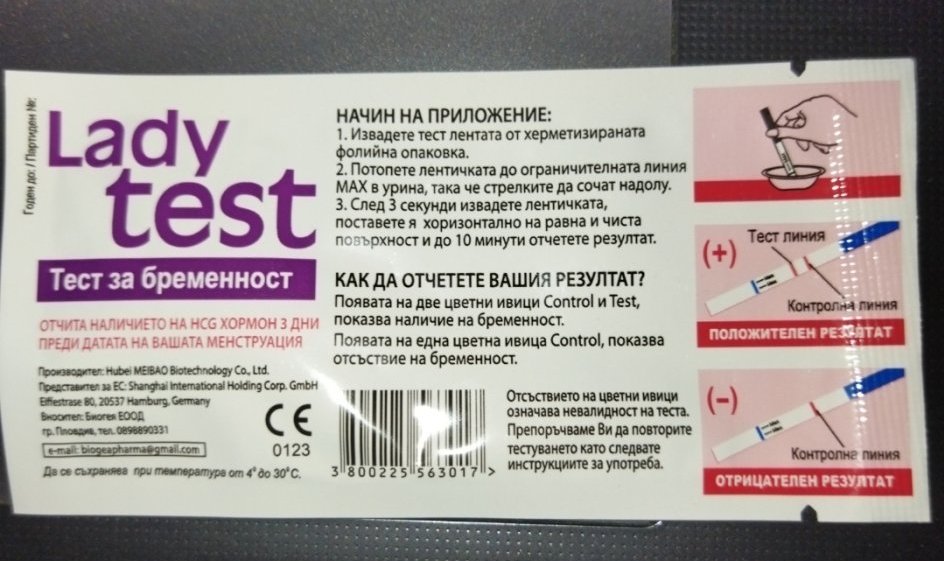 Годен до: / Партиден №:
Lady
test
Тест за бременност
ОТЧИТА НАЛИЧИЕТО НА HCG ХОРМОН 3 ДНИ
ПРЕДИ ДАТАТА НА ВАШАТА МЕНСТРУАЦИЯ
Производител: Hubei MEIBAO Biotechnology Co., Ltd.
Представител за ЕС: Shanghai International Holding Corp. GmbH
Eiffestrase 80, 20537 Hamburg, Germany
Вносител: Биогея ЕООД
гр. Пловдив, тел. 0898890331
e-mail: biogeapharma@gmail.com
CE
0123
Да се съхранява при температура от 4° до 30°C.
НАЧИН НА ПРИЛОЖЕНИЕ:
1. Извадете тест лентата от херметизираната
фолийна опаковка.
2. Потопете лентичката до ограничителната линия
MAX в урина, така че стрелките да сочат надолу.
3. След 3 секунди извадете лентичката,
поставете я хоризонтално на равна и чиста
повърхност и до 10 минути отчетете резултат.
КАК ДА ОТЧЕТЕТЕ ВАШИЯ РЕЗУЛТАТ?
Появата на две цветни ивици Control и Test,
показва наличие на бременност.
Появата на една цветна ивица Control, показва
отсъствие на бременност.
3 800225 563017 >
Отсъствието на цветни ивици
означава невалидност на теста.
Препоръчваме Ви да повторите
тестуването като следвате
инструкциите за употреба.
(+)
Тест линия
Контролна линия
ПОЛОЖИТЕЛЕН РЕЗУЛТАТ
(–)
Контролна линия
ОТРИЦАТЕЛЕН РЕЗУЛТАТ